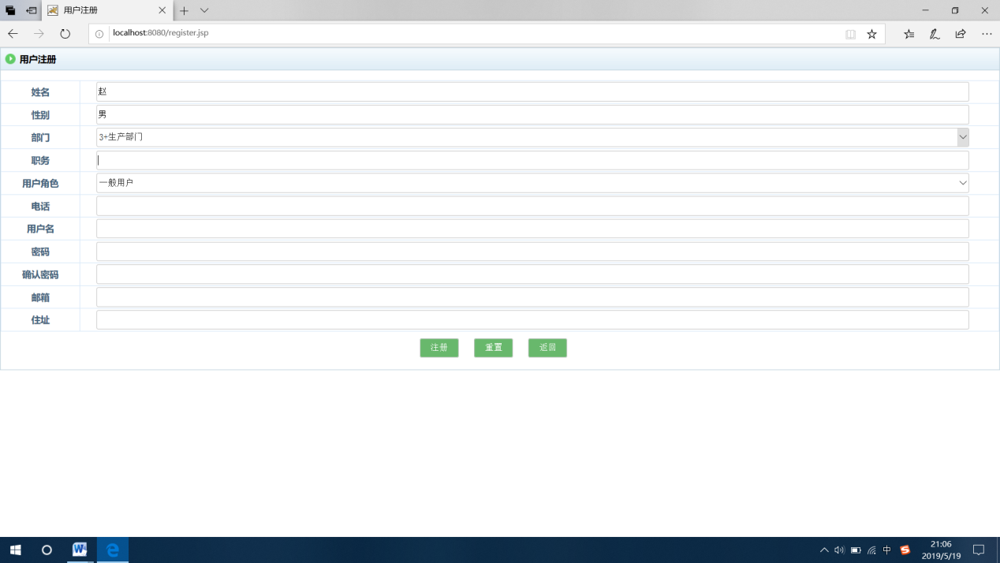 用户注册
localhost:8080/register.jsp
用户注册
姓名 赵
性别 男
部门 3+生产部门
职务
用户角色 一般用户
电话
用户名
密码
确认密码
邮箱
住址
注册 重置 返回
中 21:06
2019/5/19